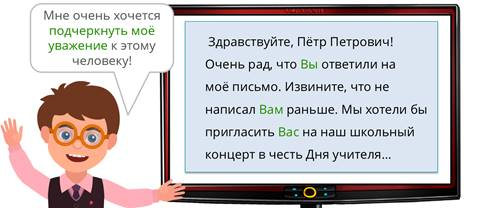 Мне очень хочется
подчеркнуть моё
уважение к этому
человеку!
Здравствуйте, Пётр Петрович!
Очень рад, что Вы ответили на
моё письмо. Извините, что не
написал Вам раньше. Мы хотели бы
пригласить Вас на наш школьный
концерт в честь Дня учителя...